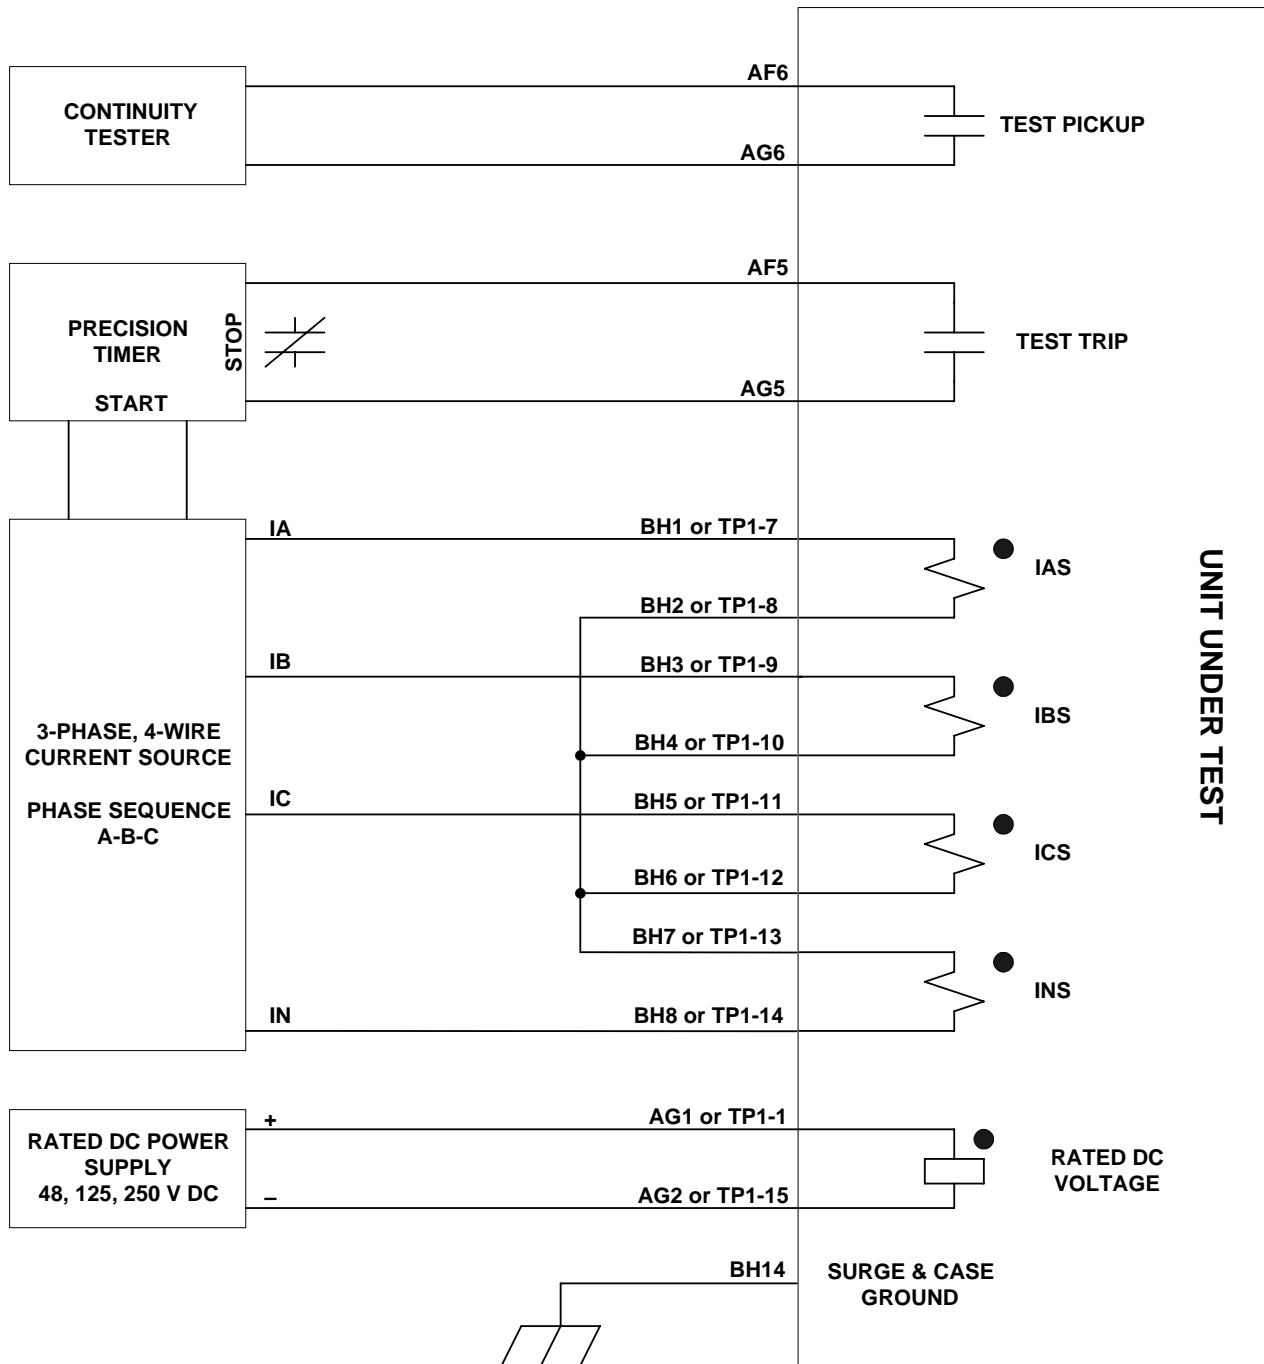 AF6
CONTINUITY
TESTER
TEST PICKUP
AG6
AF5
PRECISION
TIMER
STOP
TEST TRIP
START
AG5
IA
BH1 or TP1-7
IAS
BH2 or TP1-8
IB
BH3 or TP1-9
IBS
3-PHASE, 4-WIRE
CURRENT SOURCE
BH4 or TP1-10
PHASE SEQUENCE
A-B-C
IC
BH5 or TP1-11
ICS
BH6 or TP1-12
BH7 or TP1-13
INS
IN
BH8 or TP1-14
UNIT UNDER TEST
+
AG1 or TP1-1
RATED DC POWER
SUPPLY
48, 125, 250 V DC
–
AG2 or TP1-15
RATED DC
VOLTAGE
BH14
SURGE & CASE
GROUND